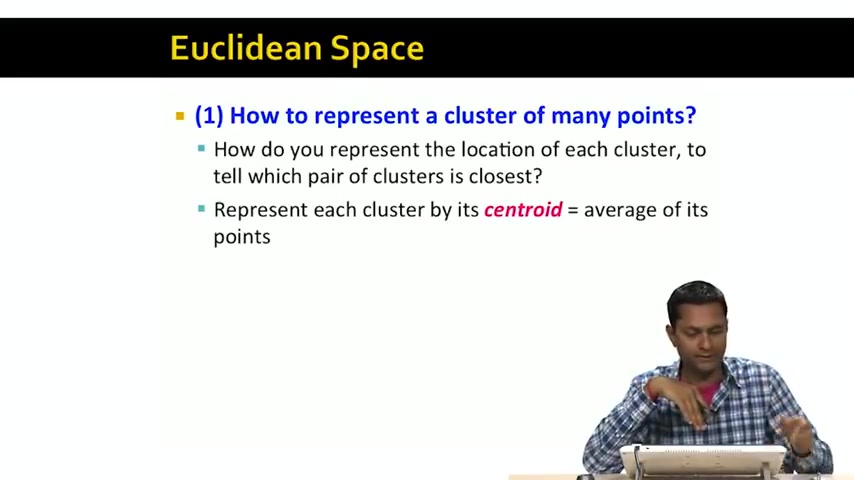 Euclidean Space
(1) How to represent a cluster of many points?
How do you represent the location of each cluster, to
tell which pair of clusters is closest?
Represent each cluster by its centroid = average of its
points